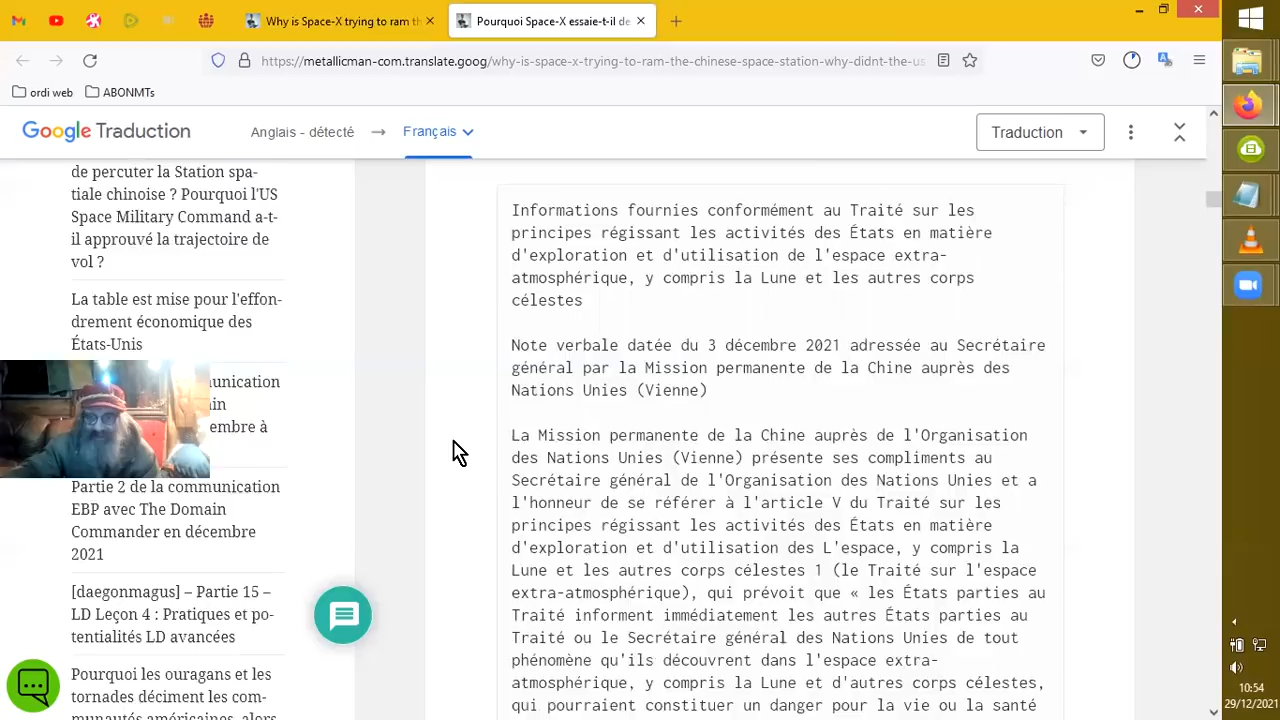 Why is Space-X trying to ram th
Pourquoi Space-X essaie-t-il de
https://metallicman-com.translate.goog/why-is-space-x-trying-to-ram-the-chinese-space-station-why-didnt-the-us
ordi web
ABONMTs
Google Traduction
Anglais - détecté
Français
Traduction
de percuter la Station spa-
tiale chinoise ? Pourquoi l'US
Space Military Command a-t-
il approuvé la trajectoire de
vol ?
La table est mise pour l'effon-
drement économique des
États-Unis
unication
in
embre à
Partie 2 de la communication
EBP avec The Domain
Commander en décembre
2021
[daegonmagus] – Partie 15 –
LD Leçon 4 : Pratiques et po-
tentialités LD avancées
Pourquoi les ouragans et les
tornades déciment les com-
munautés américaines, alors
Informations fournies conformément au Traité sur les
principes régissant les activités des États en matière
d'exploration et d'utilisation de l'espace extra-
atmosphérique, y compris la Lune et les autres corps
célestes
Note verbale datée du 3 décembre 2021 adressée au Secrétaire
général par la Mission permanente de la Chine auprès des
Nations Unies (Vienne)
La Mission permanente de la Chine auprès de l'Organisation
des Nations Unies (Vienne) présente ses compliments au
Secrétaire général de l'Organisation des Nations Unies et a
l'honneur de se référer à l'article V du Traité sur les
principes régissant les activités des États en matière
d'exploration et d'utilisation des L'espace, y compris la
Lune et les autres corps célestes 1 (le Traité sur l'espace
extra-atmosphérique), qui prévoit que « les États parties au
Traité informent immédiatement les autres États parties au
Traité ou le Secrétaire général des Nations Unies de tout
phénomène qu'ils découvrent dans l'espace extra-
atmosphérique, y compris la Lune et d'autres corps célestes,
qui pourraient constituer un danger pour la vie ou la santé
10:54
29/12/2021